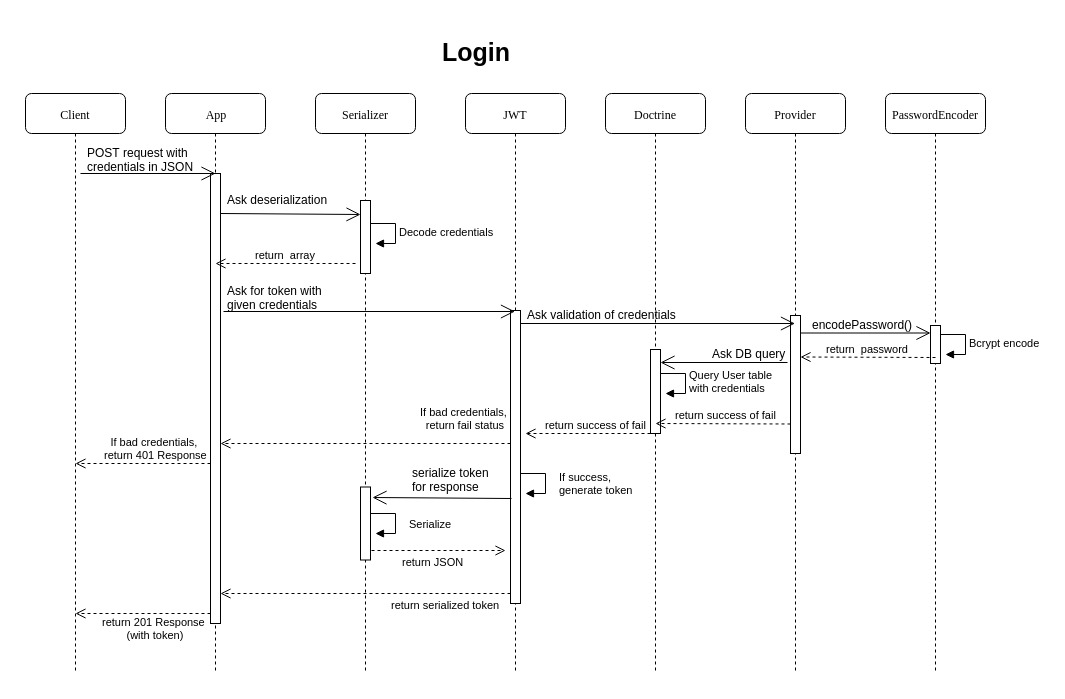 Login
Client
App
Serializer
JWT
Doctrine
Provider
PasswordEncoder
POST request with
credentials in JSON
Ask deserialization
Decode credentials
return  array
Ask for token with
given credentials
Ask validation of credentials
encodePassword()
Bcrypt encode
return  password
Ask DB query
Query User table
with credentials
return success of fail
return success of fail
If bad credentials,
return fail status
If bad credentials,
return 401 Response
If success,
generate token
serialize token
for response
Serialize
return JSON
return serialized token
return 201 Response
(with token)